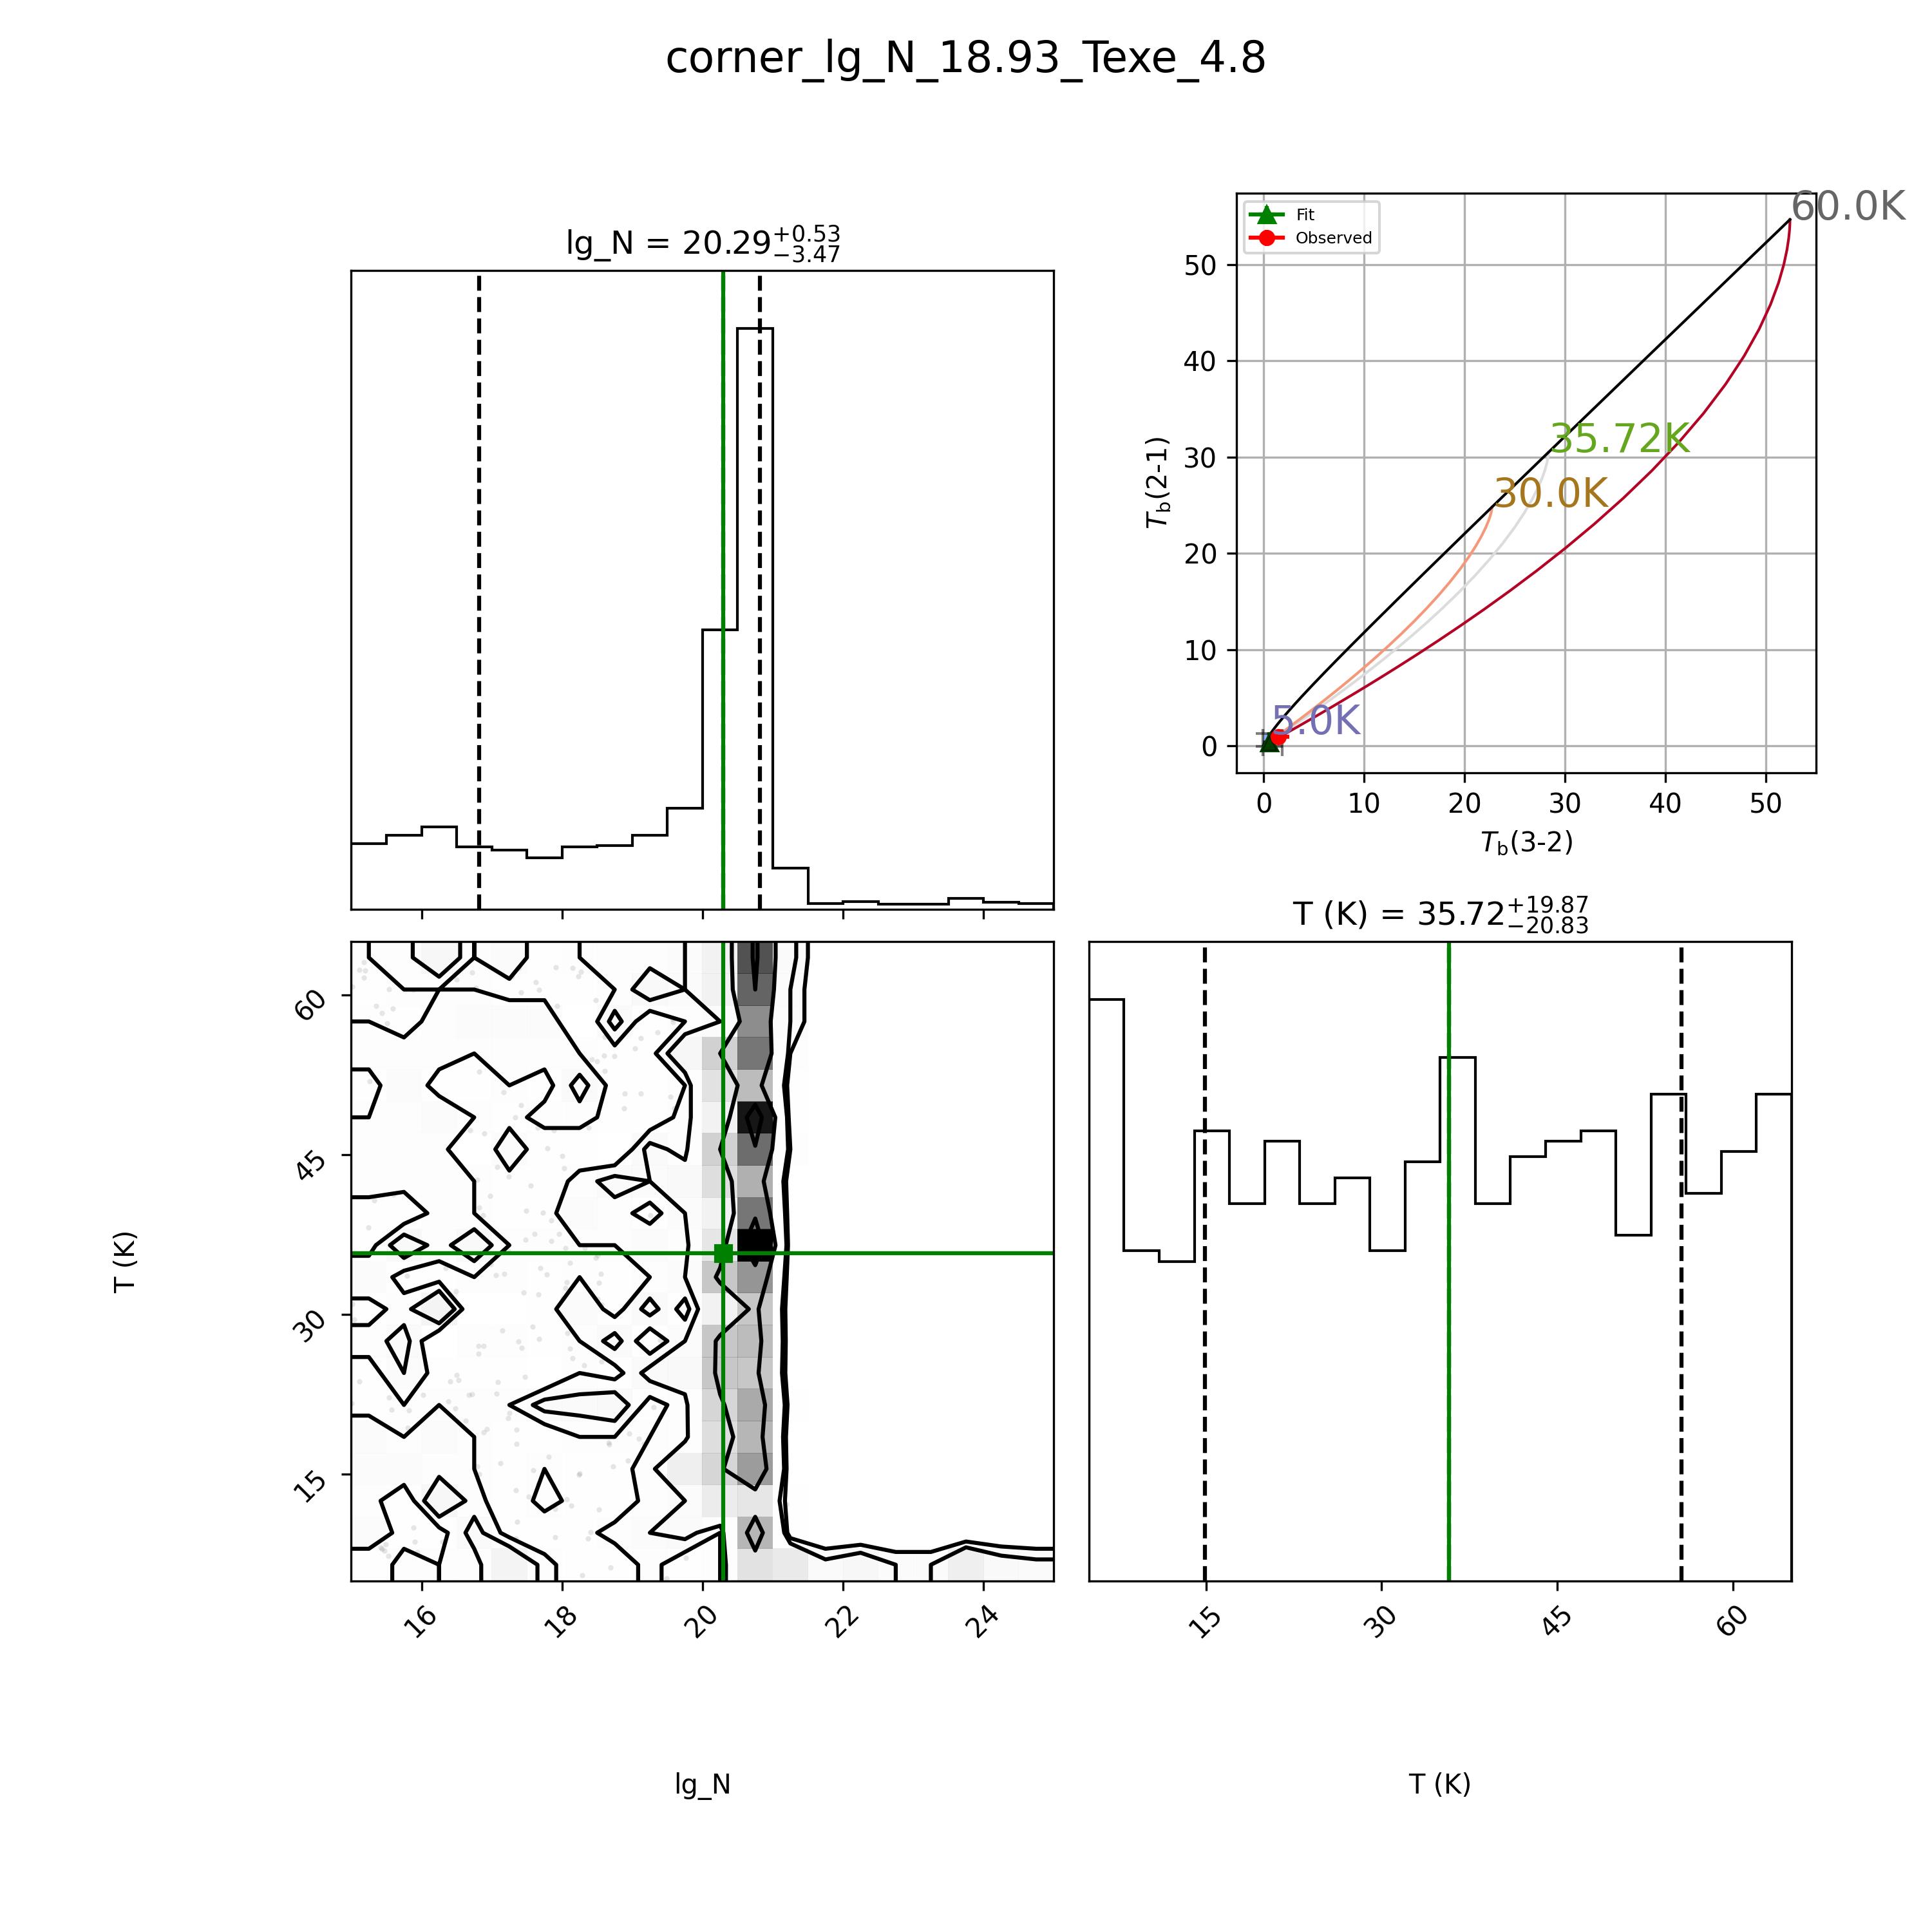 corner_lg_N_18.93_Texe_4.8
lg_N = 20.29+0.53−3.47
60.0K
Fit
Observed
35.72K
30.0K
5.0K
50
40
30
20
10
0
Tb(2-1)
0 10 20 30 40 50
Tb(3-2)
T (K) = 35.72+19.87−20.83
60
45
30
15
T (K)
16 18 20 22 24
15 30 45 60
lg_N
T (K)